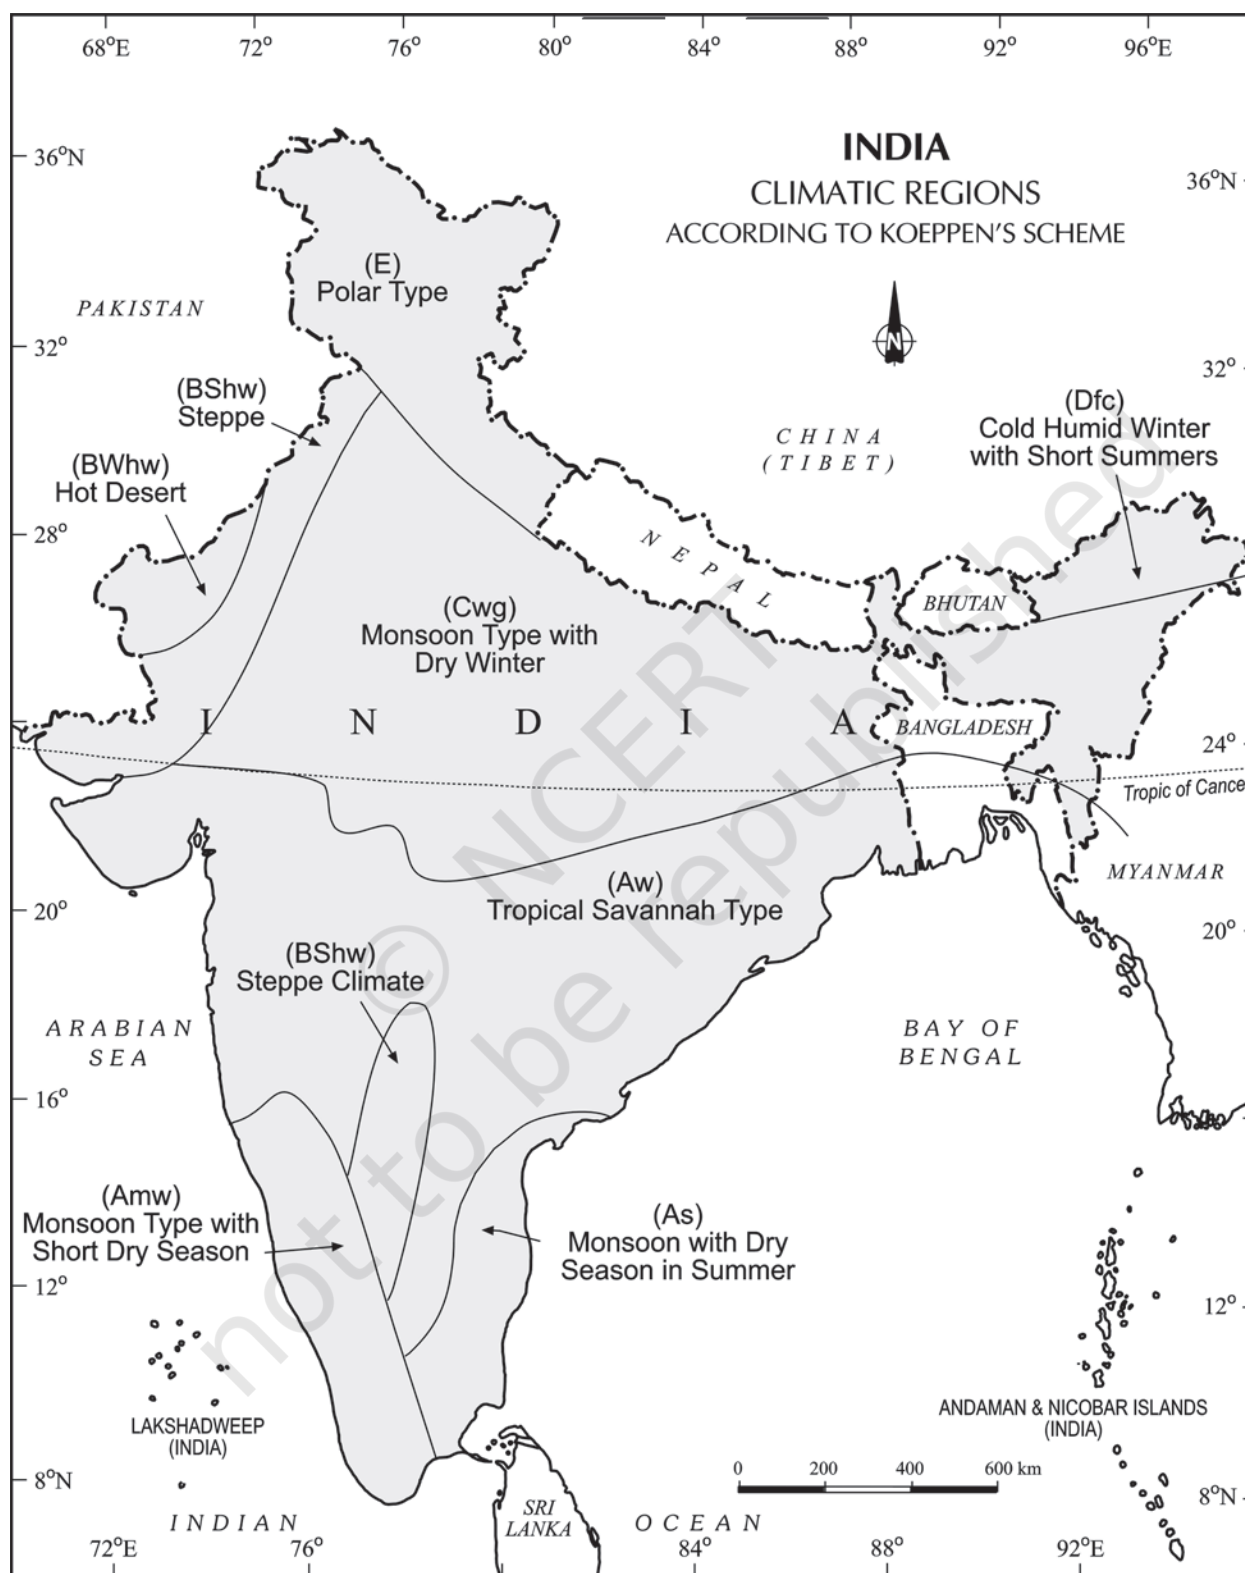 68°E 72° 76° 80° 84° 88° 92° 96°E
INDIA
CLIMATIC REGIONS
ACCORDING TO KOEPPEN'S SCHEME
36°N
36°N
(E)
Polar Type
PAKISTAN
N
32°
32°
(BShw)
Steppe
(Dfc)
Cold Humid Winter
with Short Summers
CHINA
(TIBET)
(BWhw)
Hot Desert
28°
NEPAL
BHUTAN
(Cwg)
Monsoon Type with
Dry Winter
INDIA
BANGLADESH
24°
Tropic of Cance
MYANMAR
(Aw)
Tropical Savannah Type
20°
20°
(BShw)
Steppe Climate
ARABIAN
SEA
BAY OF
BENGAL
16°
(Amw)
Monsoon Type with
Short Dry Season
(As)
Monsoon with Dry
Season in Summer
12°
12°
LAKSHADWEEP
(INDIA)
ANDAMAN & NICOBAR ISLANDS
(INDIA)
0 200 400 600 km
8°N
8°N
SRI
LANKA
INDIAN OCEAN
72°E 76° 84° 88° 92°E
© NCERT
not to be republished